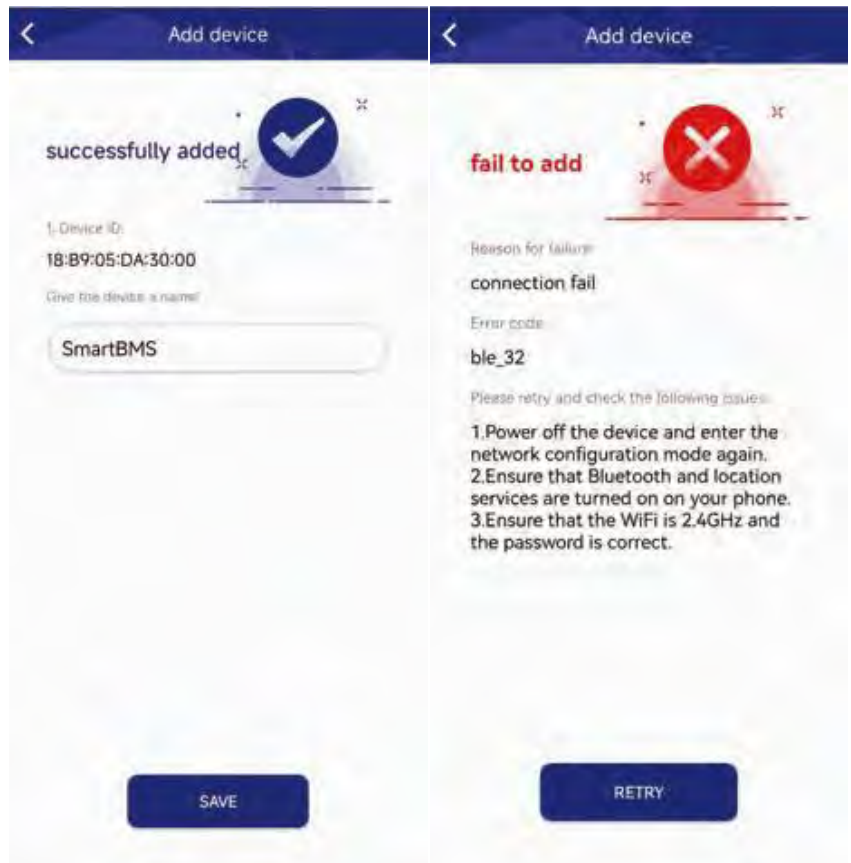 Add device
successfully added
1. Device ID:
18:B9:05:DA:30:00
Give the device a name!
SmartBMS
SAVE
Add device
fail to add
Reason for failure:
connection fail
Error code
ble_32
Please retry and check the following issues:
1.Power off the device and enter the
network configuration mode again.
2.Ensure that Bluetooth and location
services are turned on on your phone.
3.Ensure that the WiFi is 2.4GHz and
the password is correct.
RETRY